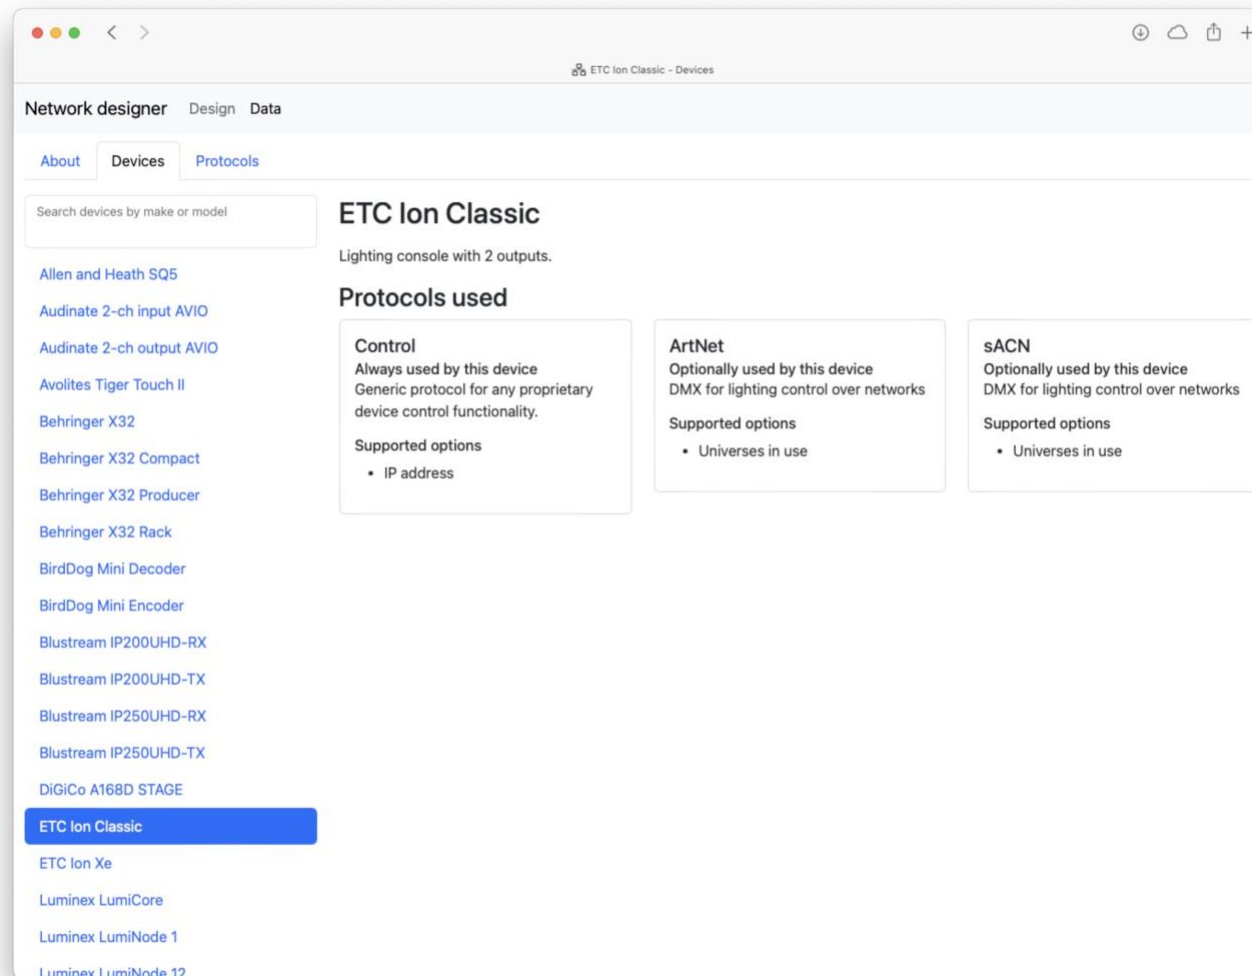 ETC Ion Classic - Devices
Network designer Design Data
About Devices Protocols
Search devices by make or model
Allen and Heath SQ5
Audinate 2-ch input AVIO
Audinate 2-ch output AVIO
Avolites Tiger Touch II
Behringer X32
Behringer X32 Compact
Behringer X32 Producer
Behringer X32 Rack
BirdDog Mini Decoder
BirdDog Mini Encoder
Blustream IP200UHD-RX
Blustream IP200UHD-TX
Blustream IP250UHD-RX
Blustream IP250UHD-TX
DiGiCo A168D STAGE
ETC Ion Classic
ETC Ion Xe
Luminex LumiCore
Luminex LumiNode 1
Luminex LumiNode 12
ETC Ion Classic
Lighting console with 2 outputs.
Protocols used
Control
Always used by this device
Generic protocol for any proprietary
device control functionality.
Supported options
• IP address
ArtNet
Optionally used by this device
DMX for lighting control over networks
Supported options
• Universes in use
sACN
Optionally used by this device
DMX for lighting control over networks
Supported options
• Universes in use